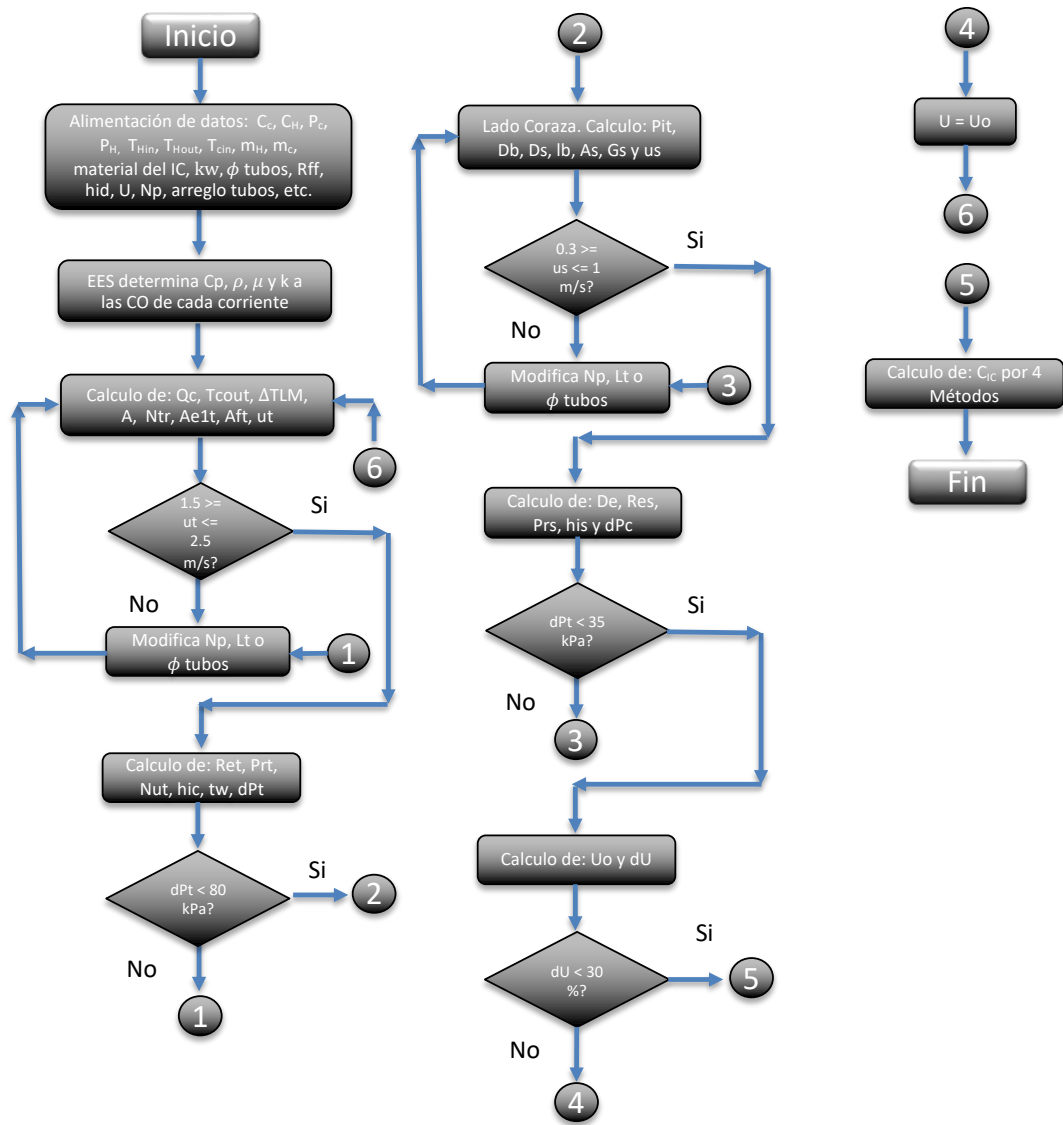 Inicio
Alimentación de datos: Cc, CH, Pc,
PH, THin, THout, Tcin, mH, mc,
material del IC, kw, ϕ tubos, Rff,
hid, U, Np, arreglo tubos, etc.
EES determina Cp, ρ, μ y k a
las CO de cada corriente
Calculo de: Qc, Tcout, ΔTLM,
A, Ntr, Ae1t, Aft, ut
6
1.5 >=
ut <=
2.5
m/s?
Si
No
Modifica Np, Lt o
ϕ tubos
1
Calculo de: Ret, Prt,
Nut, hic, tw, dPt
dPt < 80
kPa?
Si
2
No
1
2
Lado Coraza. Calculo: Pit,
Db, Ds, lb, As, Gs y us
0.3 >=
us <= 1
m/s?
Si
No
Modifica Np, Lt o
ϕ tubos
3
Calculo de: De, Res,
Prs, his y dPc
dPt < 35
kPa?
Si
No
3
Calculo de: Uo y dU
dU < 30
%?
Si
5
No
4
4
U = Uo
6
5
Calculo de: CIC por 4
Métodos
Fin